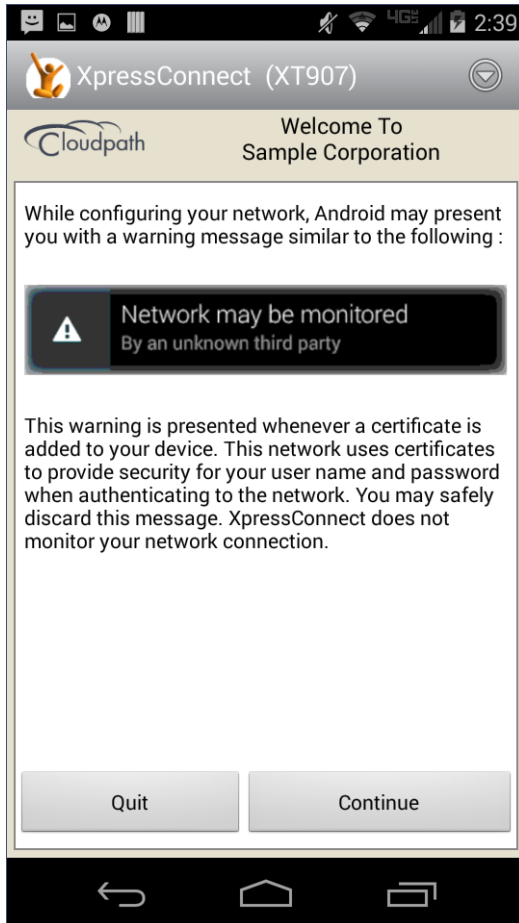 4G 2:39
XpressConnect (XT907)
Cloudpath
Welcome To
Sample Corporation
While configuring your network, Android may present
you with a warning message similar to the following :
Network may be monitored
By an unknown third party
This warning is presented whenever a certificate is
added to your device. This network uses certificates
to provide security for your user name and password
when authenticating to the network. You may safely
discard this message. XpressConnect does not
monitor your network connection.
Quit
Continue